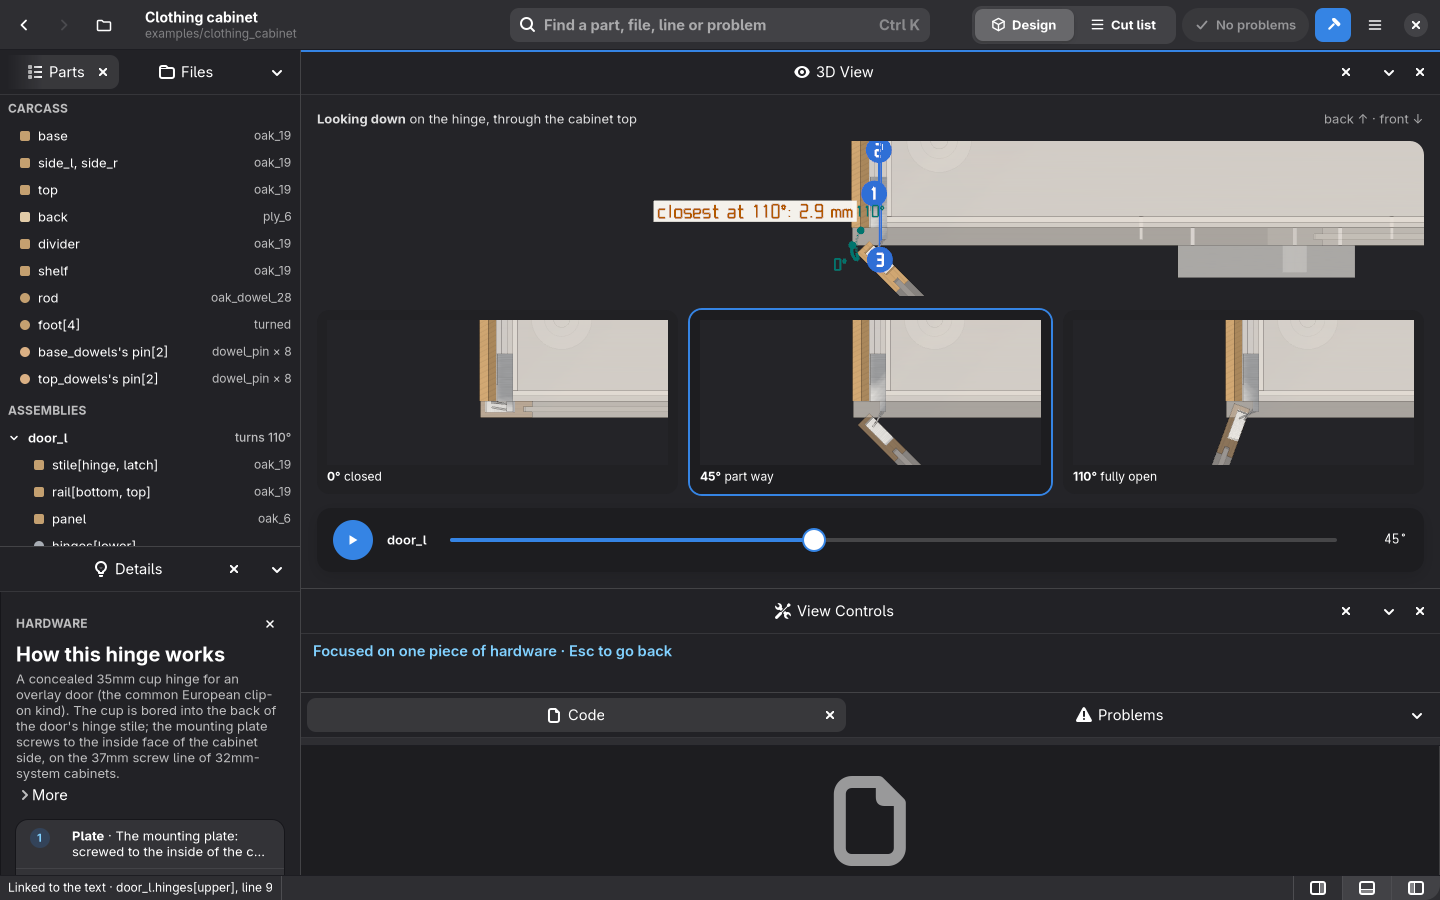 Clothing cabinet
examples/clothing_cabinet
Find a part, file, line or problem
Ctrl K
Design
Cut list
No problems
Parts
Files
CARCASS
base oak_19
side_l, side_r oak_19
top oak_19
back ply_6
divider oak_19
shelf oak_19
rod oak_dowel_28
foot[4] turned
base_dowels's pin[2] dowel_pin × 8
top_dowels's pin[2] dowel_pin × 8
ASSEMBLIES
door_l turns 110°
stile[hinge, latch] oak_19
rail[bottom, top] oak_19
panel oak_6
hinges[lower]
Details
HARDWARE
How this hinge works
A concealed 35mm cup hinge for an
overlay door (the common European clip-
on kind). The cup is bored into the back of
the door's hinge stile; the mounting plate
screws to the inside face of the cabinet
side, on the 37mm screw line of 32mm-
system cabinets.
More
1 Plate · The mounting plate:
screwed to the inside of the c...
3D View
Looking down on the hinge, through the cabinet top
back ↑ · front ↓
2
1
closest at 110°: 2.9 mm
110°
3
0°
0° closed
45° part way
110° fully open
door_l
45°
View Controls
Focused on one piece of hardware · Esc to go back
Code
Problems
Linked to the text · door_l.hinges[upper], line 9